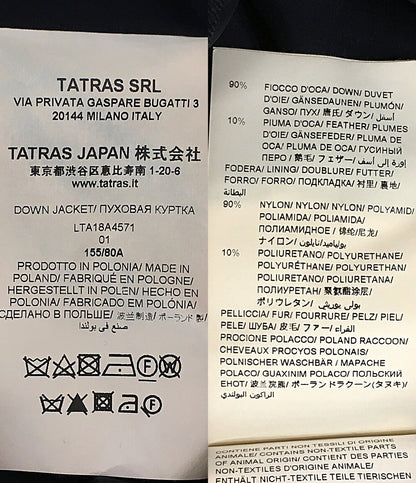 TATRAS SRL
VIA PRIVATA GASPARE BUGATTI 3
20144 MILANO ITALY
TATRAS JAPAN 株式会社
東京都渋谷区恵比寿南 1-20-6
www.tatras.it
DOWN JACKET/ ПУХОВАЯ КУРТКА
LTA18A4571
01
155/80A
PRODOTTO IN POLONIA/ MADE IN
POLAND/ FABRIQUÉ EN POLOGNE/
HERGESTELLT IN POLEN/ HECHO EN
POLONIA/ FABRICADO EM POLÓNIA/
СДЕЛАНО В ПОЛЬШЕ/ 波兰制造/ ポーランド 製/
صنع في بولندا
90% FIOCCO D'OCA/ DOWN/ DUVET
D'OIE/ GÄNSEDAUNEN/ PLUMÓN/
GANSO/ ПУХ/ 唐氏/ ダウン/ أسفل
10% PIUMA D'OCA/ FEATHER/ PLUMES
D'OIE/ GÄNSEFEDER/ PLUMA DE
OCA/ PLUMA DE OCA/ ГУСИНЫЙ
ПЕРО/ 鹅毛/ フェザー/ إوزة إلى أسفل
FODERA/ LINING/ DOUBLURE/ FUTTER/
FORRO/ FORRO/ ПОДКЛАДКА/ 衬里/ 裏地/
البطانة
90% NYLON/ NYLON/ NYLON/ POLYAMID/
POLIAMIDA/ POLIAMIDA/
ПОЛИАМИДНОЕ/ 俤纶/尼龙/
ナイロン/ بولياميد/نايلون
10% POLIURETANO/ POLYURETHANE/
POLYURÉTHANE/ POLYURETHAN/
POLIURETANO/ POLIURETANO/
ПОЛИУРЕТАН/ 聚氨酯涂层/
ポリウレタン/ بولي يوريثي
PELLICCIA/ FUR/ FOURRURE/ PELZ/ PIEL/
PELE/ ШУБА/ 皮毛/ ファー/ الفراء
PROCIONE POLACCO/ POLAND RACCOON/
CHEVEUX PROCYOS POLONAIS/
POLNISCHER WASCHBÄR/ MAPACHE
POLACO/ GUAXINIM POLACO/ ПОЛЬСКИЙ
ЕНОТ/ 波兰浣熊/ ポーランドラクーン(タヌキ)/
الراكون البولندي
CONTIENE PARTI NON TESSILI DI ORIGINE
ANIMALE/ CONTAINS NON-TEXTILE PARTS
OF ANIMAL ORIGIN/ CONTIENT DES PARTIES
NON-TEXTILES D'ORIGINE ANIMALE/
ENTHÄLT NICHT-TEXTILE TEILE TIERISCHEN